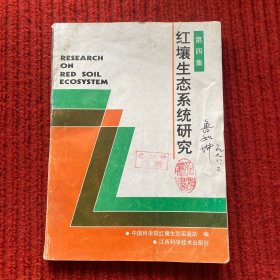 第四集
红壤生态系统研究
RESEARCH
ON
RED SOIL
ECOSYSTEM
中国科学院红壤生态实验站 编
江西科学技术出版社